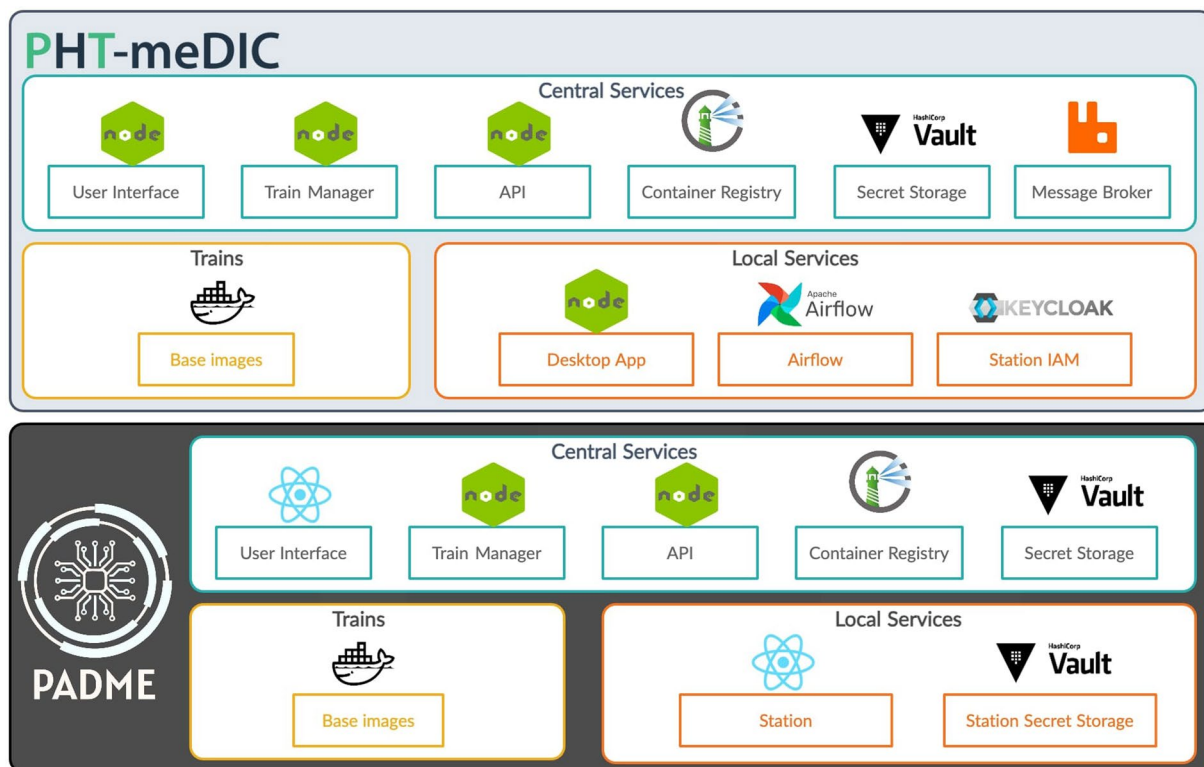 PHT-meDIC
Central Services
node
node
node
HashiCorp
Vault
User Interface
Train Manager
API
Container Registry
Secret Storage
Message Broker
Trains
Base images
Local Services
node
Apache
Airflow
KEYCLOAK
Desktop App
Airflow
Station IAM
Central Services
node
node
HashiCorp
Vault
User Interface
Train Manager
API
Container Registry
Secret Storage
PADME
Trains
Base images
Local Services
HashiCorp
Vault
Station
Station Secret Storage